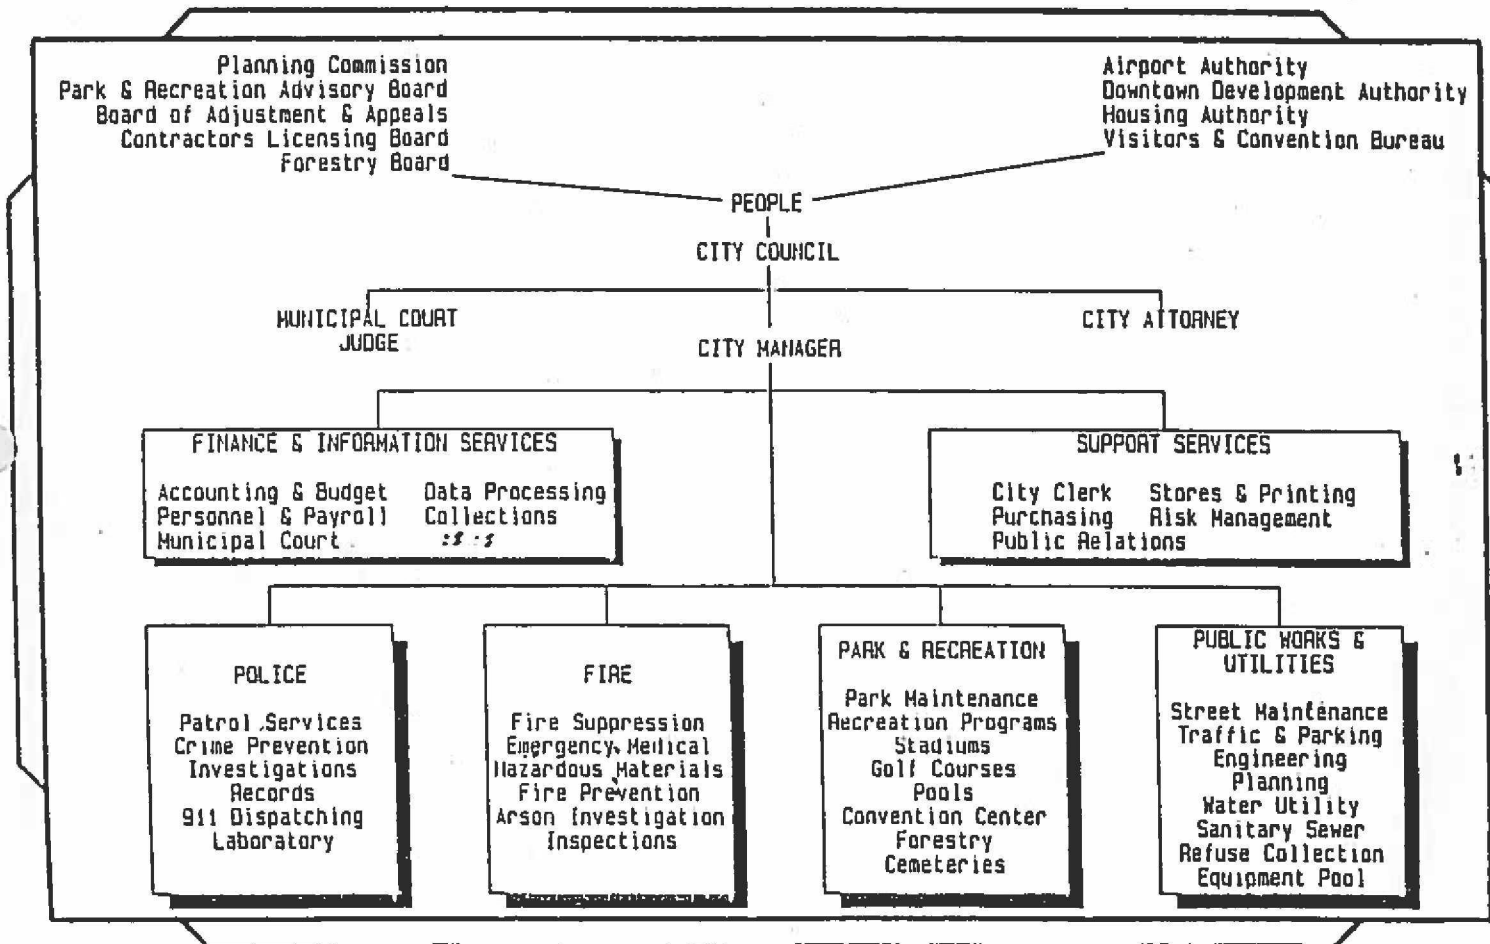 Planning Commission
Park & Recreation Advisory Board
Board of Adjustment & Appeals
Contractors Licensing Board
Forestry Board
Airport Authority
Downtown Development Authority
Housing Authority
Visitors & Convention Bureau
PEOPLE
CITY COUNCIL
MUNICIPAL COURT
JUDGE
CITY ATTORNEY
CITY MANAGER
FINANCE & INFORMATION SERVICES
Accounting & Budget Data Processing
Personnel & Payroll Collections
Municipal Court
SUPPORT SERVICES
City Clerk Stores & Printing
Purchasing Risk Management
Public Relations
POLICE
Patrol Services
Crime Prevention
Investigations
Records
911 Dispatching
Laboratory
FIRE
Fire Suppression
Emergency Medical
Hazardous Materials
Fire Prevention
Arson Investigation
Inspections
PARK & RECREATION
Park Maintenance
Recreation Programs
Stadiums
Golf Courses
Pools
Convention Center
Forestry
Cemeteries
PUBLIC WORKS &
UTILITIES
Street Maintenance
Traffic & Parking
Engineering
Planning
Water Utility
Sanitary Sewer
Refuse Collection
Equipment Pool